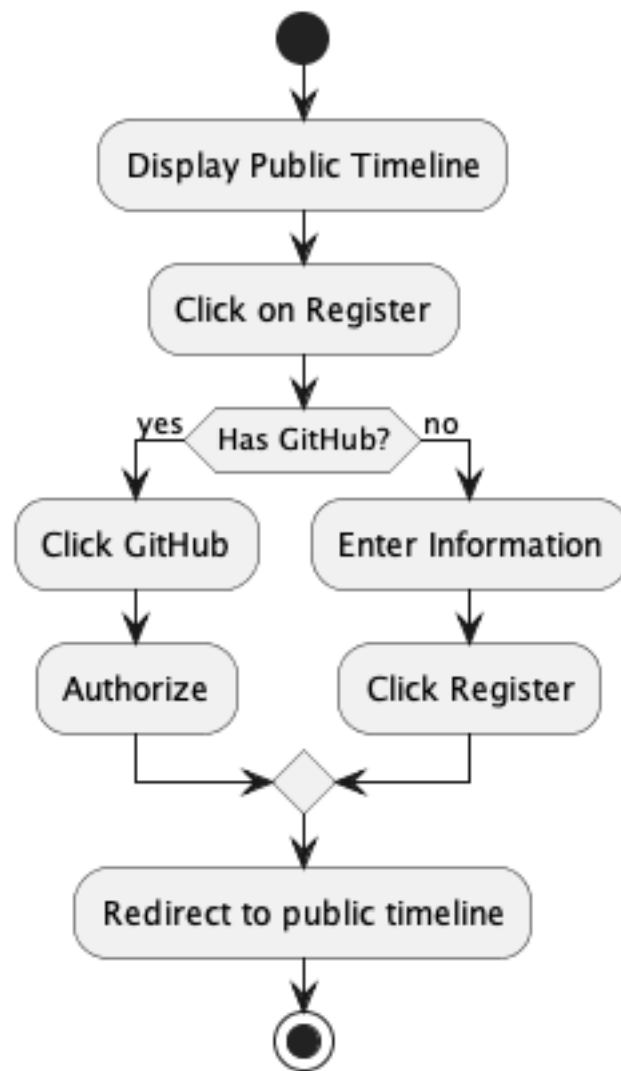 Display Public Timeline
Click on Register
yes
Has GitHub?
no
Click GitHub
Enter Information
Authorize
Click Register
Redirect to public timeline